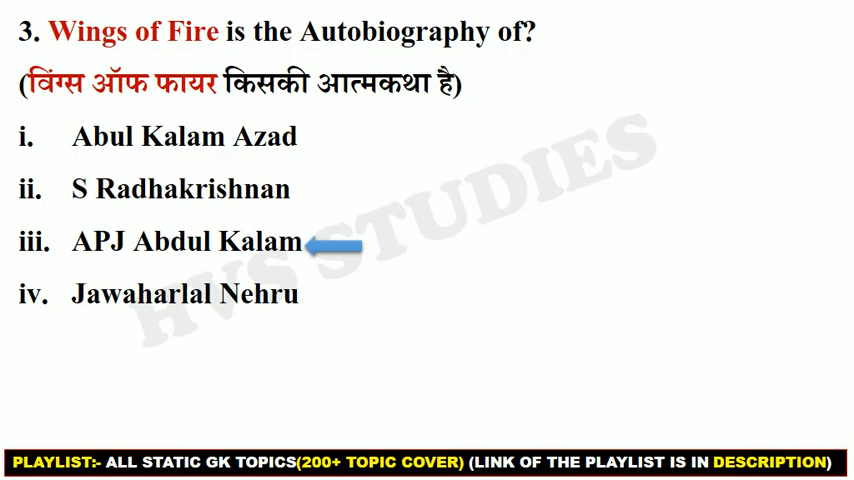 3. Wings of Fire is the Autobiography of?
(विंग्स ऑफ फायर किसकी आत्मकथा है)
i. Abul Kalam Azad
ii. S Radhakrishnan
iii. APJ Abdul Kalam
iv. Jawaharlal Nehru
HVS STUDIES
PLAYLIST:- ALL STATIC GK TOPICS(200+ TOPIC COVER) (LINK OF THE PLAYLIST IS IN DESCRIPTION)